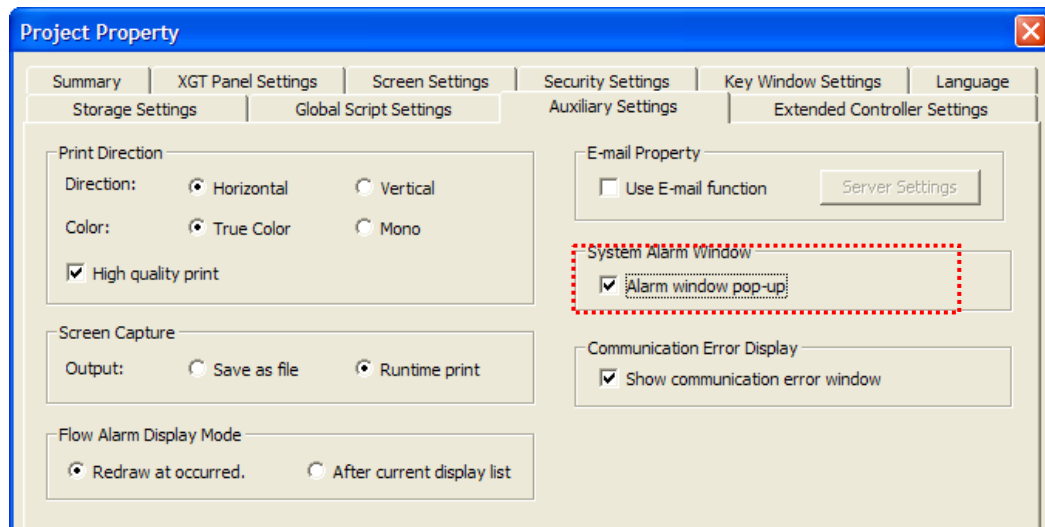 Project Property
Summary XGT Panel Settings Screen Settings Security Settings Key Window Settings Language
Storage Settings Global Script Settings Auxiliary Settings Extended Controller Settings
Print Direction
Direction: Horizontal Vertical
Color: True Color Mono
High quality print
Screen Capture
Output: Save as file Runtime print
Flow Alarm Display Mode
Redraw at occurred. After current display list
E-mail Property
Use E-mail function Server Settings
System Alarm Window
Alarm window pop-up
Communication Error Display
Show communication error window